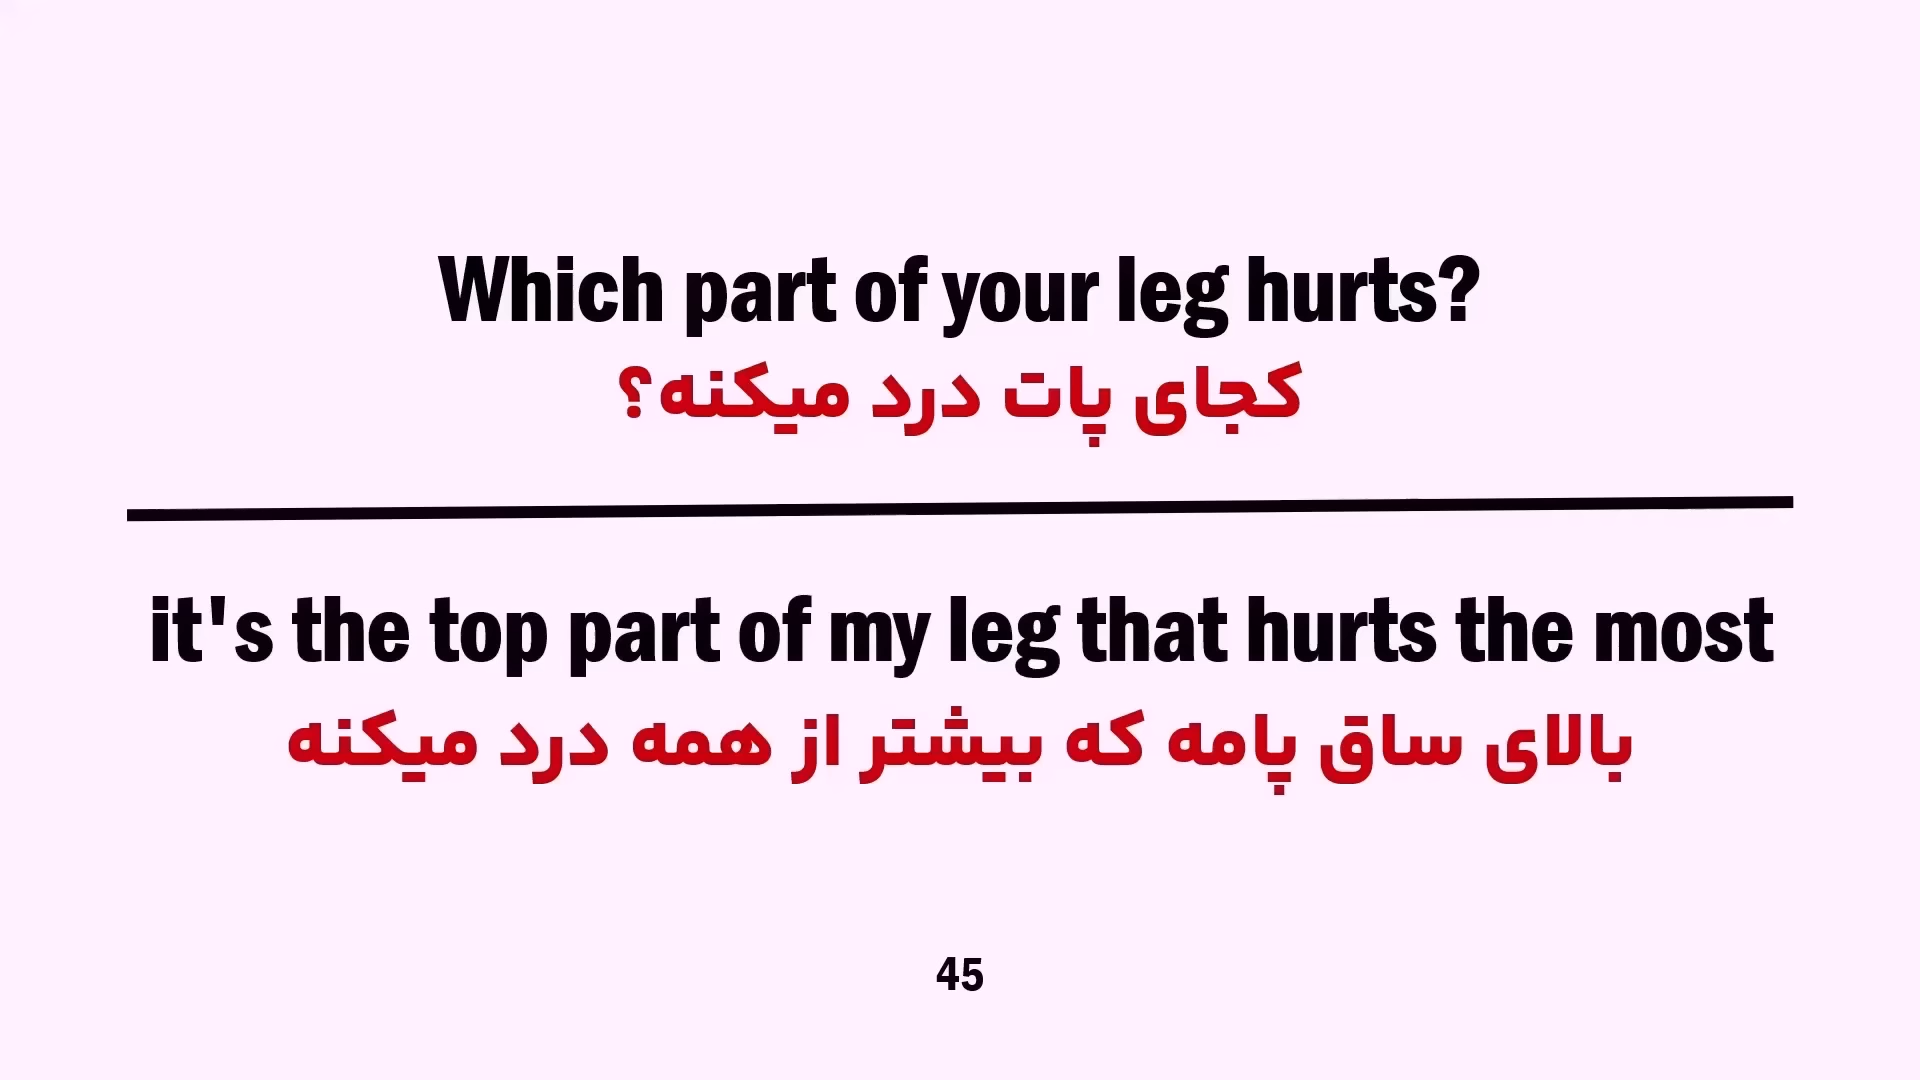 Which part of your leg hurts?
کجای پات درد میکنه؟
it's the top part of my leg that hurts the most
بالای ساق پامه که بیشتر از همه درد میکنه
45